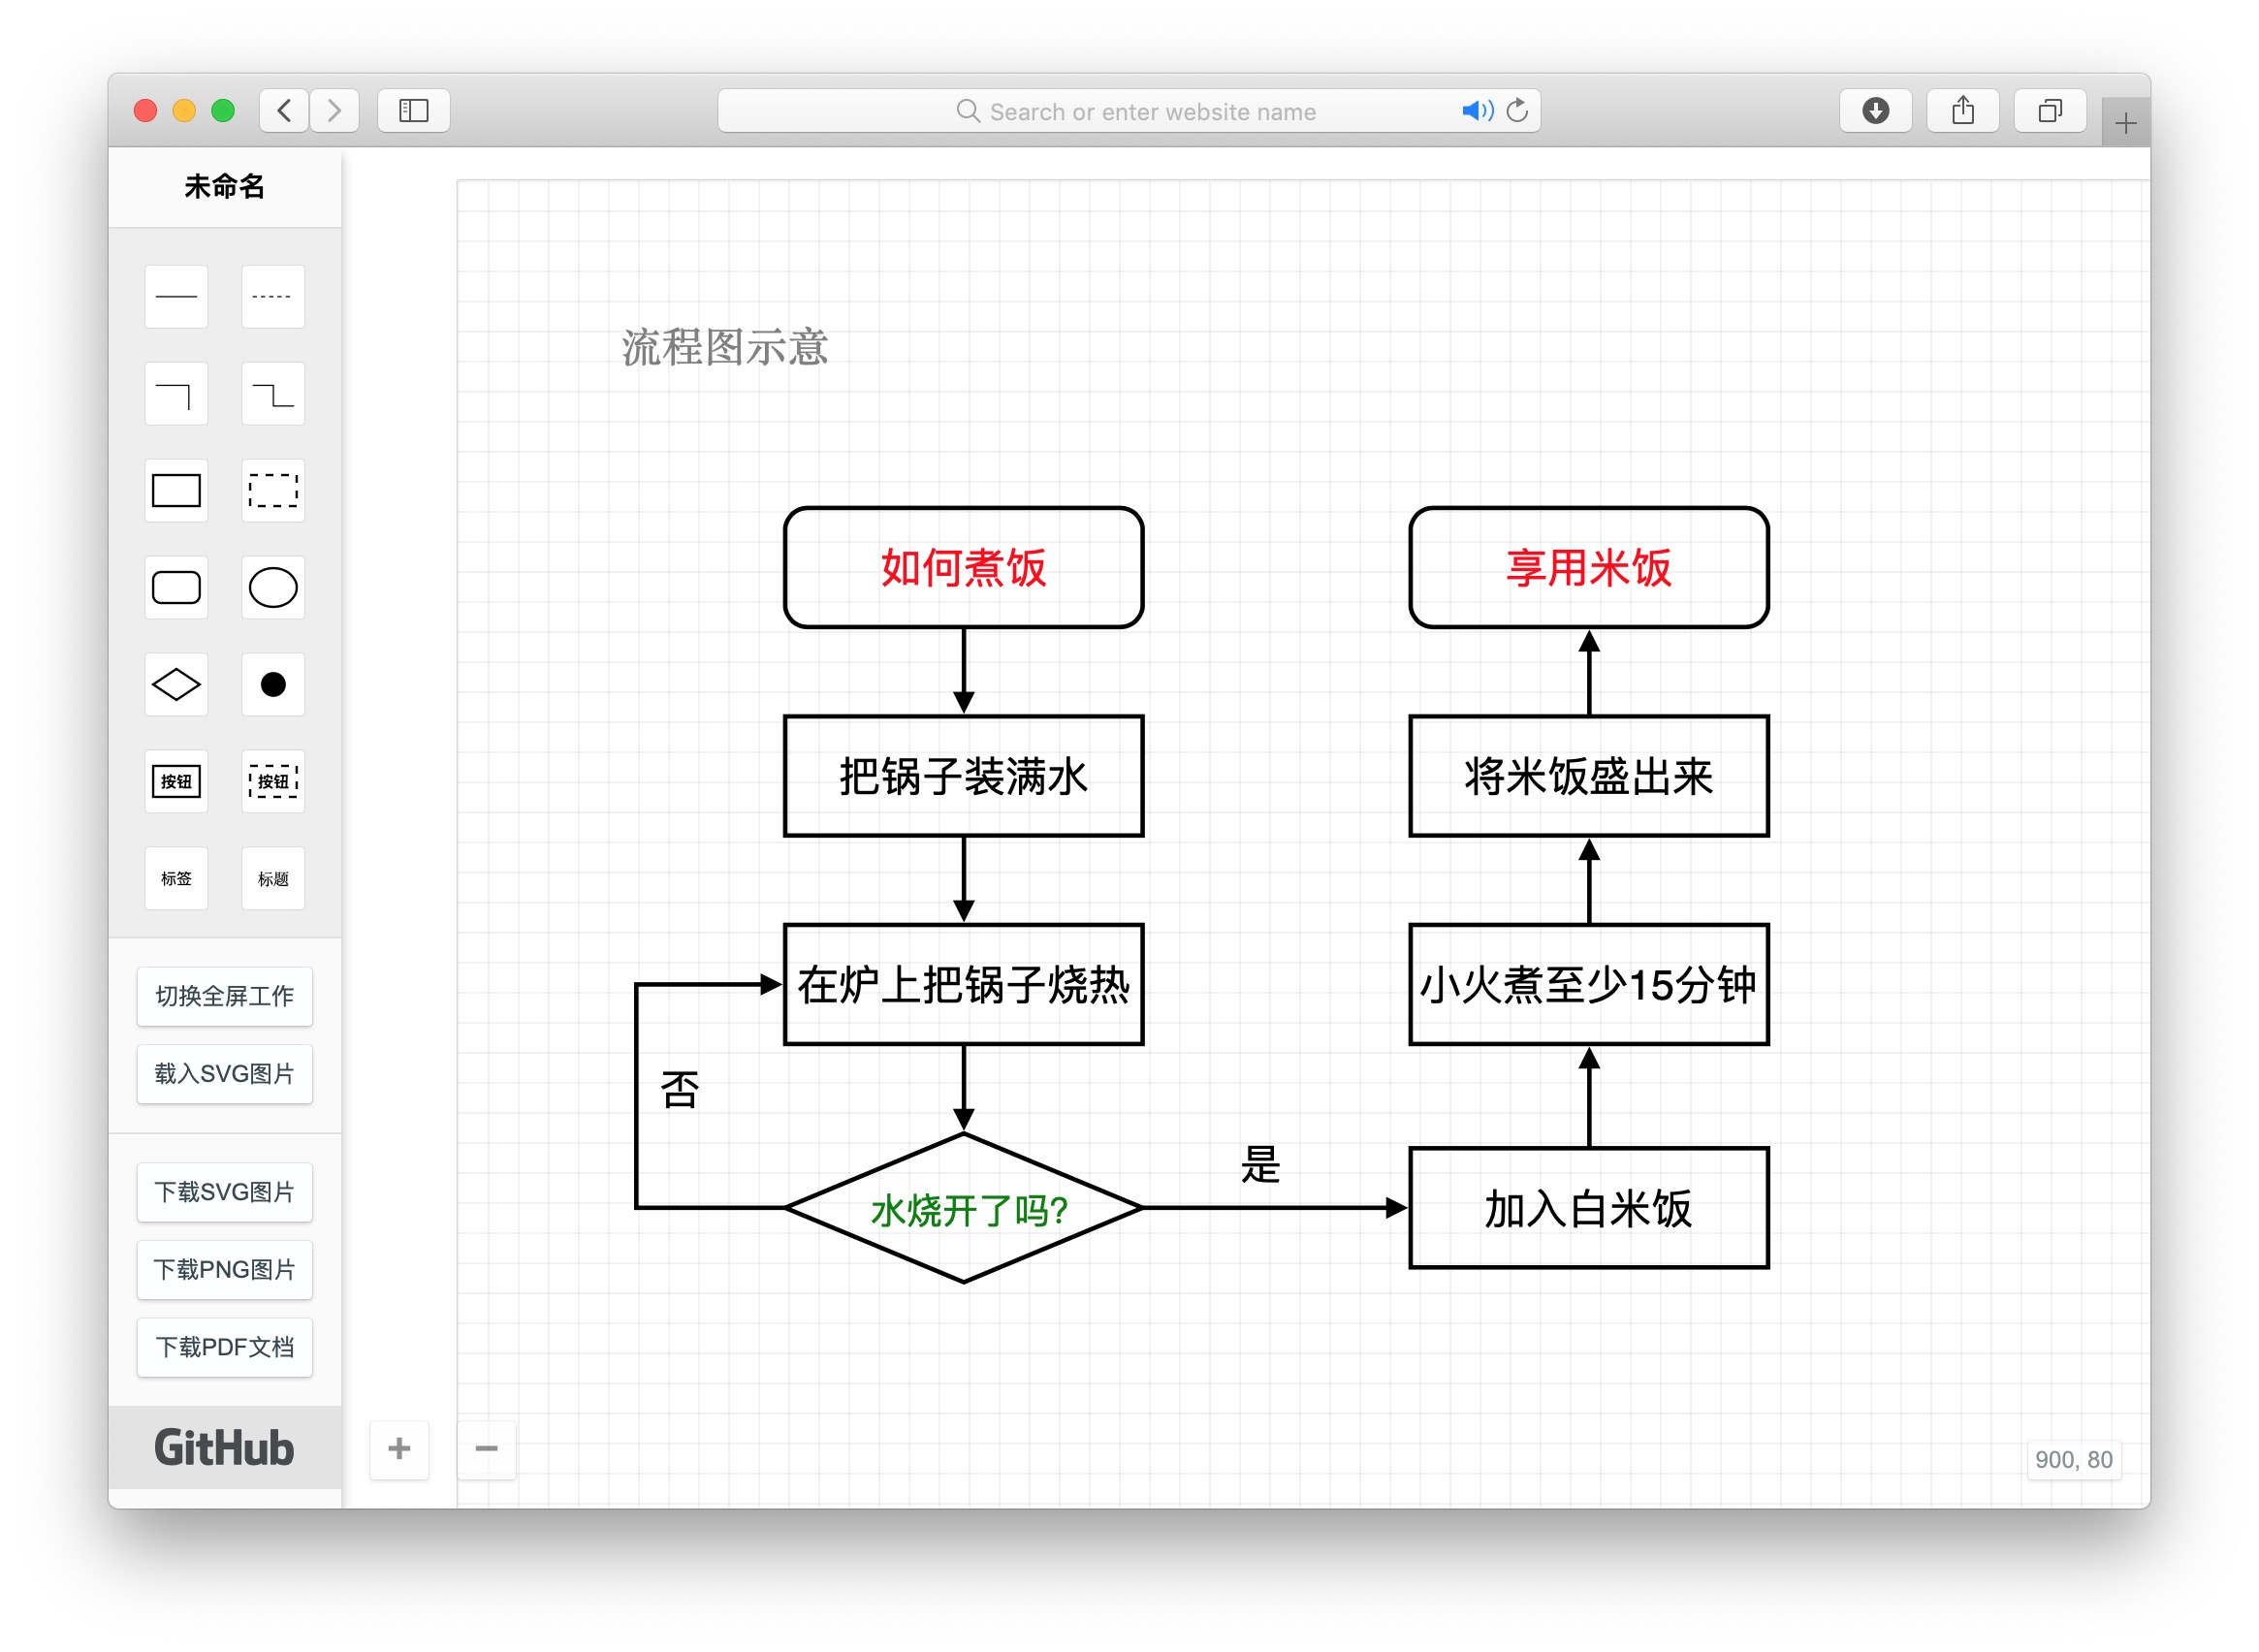 Search or enter website name
未命名
按钮 按钮
标签 标题
切换全屏工作
载入SVG图片
下载SVG图片
下载PNG图片
下载PDF文档
GitHub
流程图示意
如何煮饭
把锅子装满水
在炉上把锅子烧热
否
水烧开了吗?
是
加入白米饭
小火煮至少15分钟
将米饭盛出来
享用米饭
900, 80